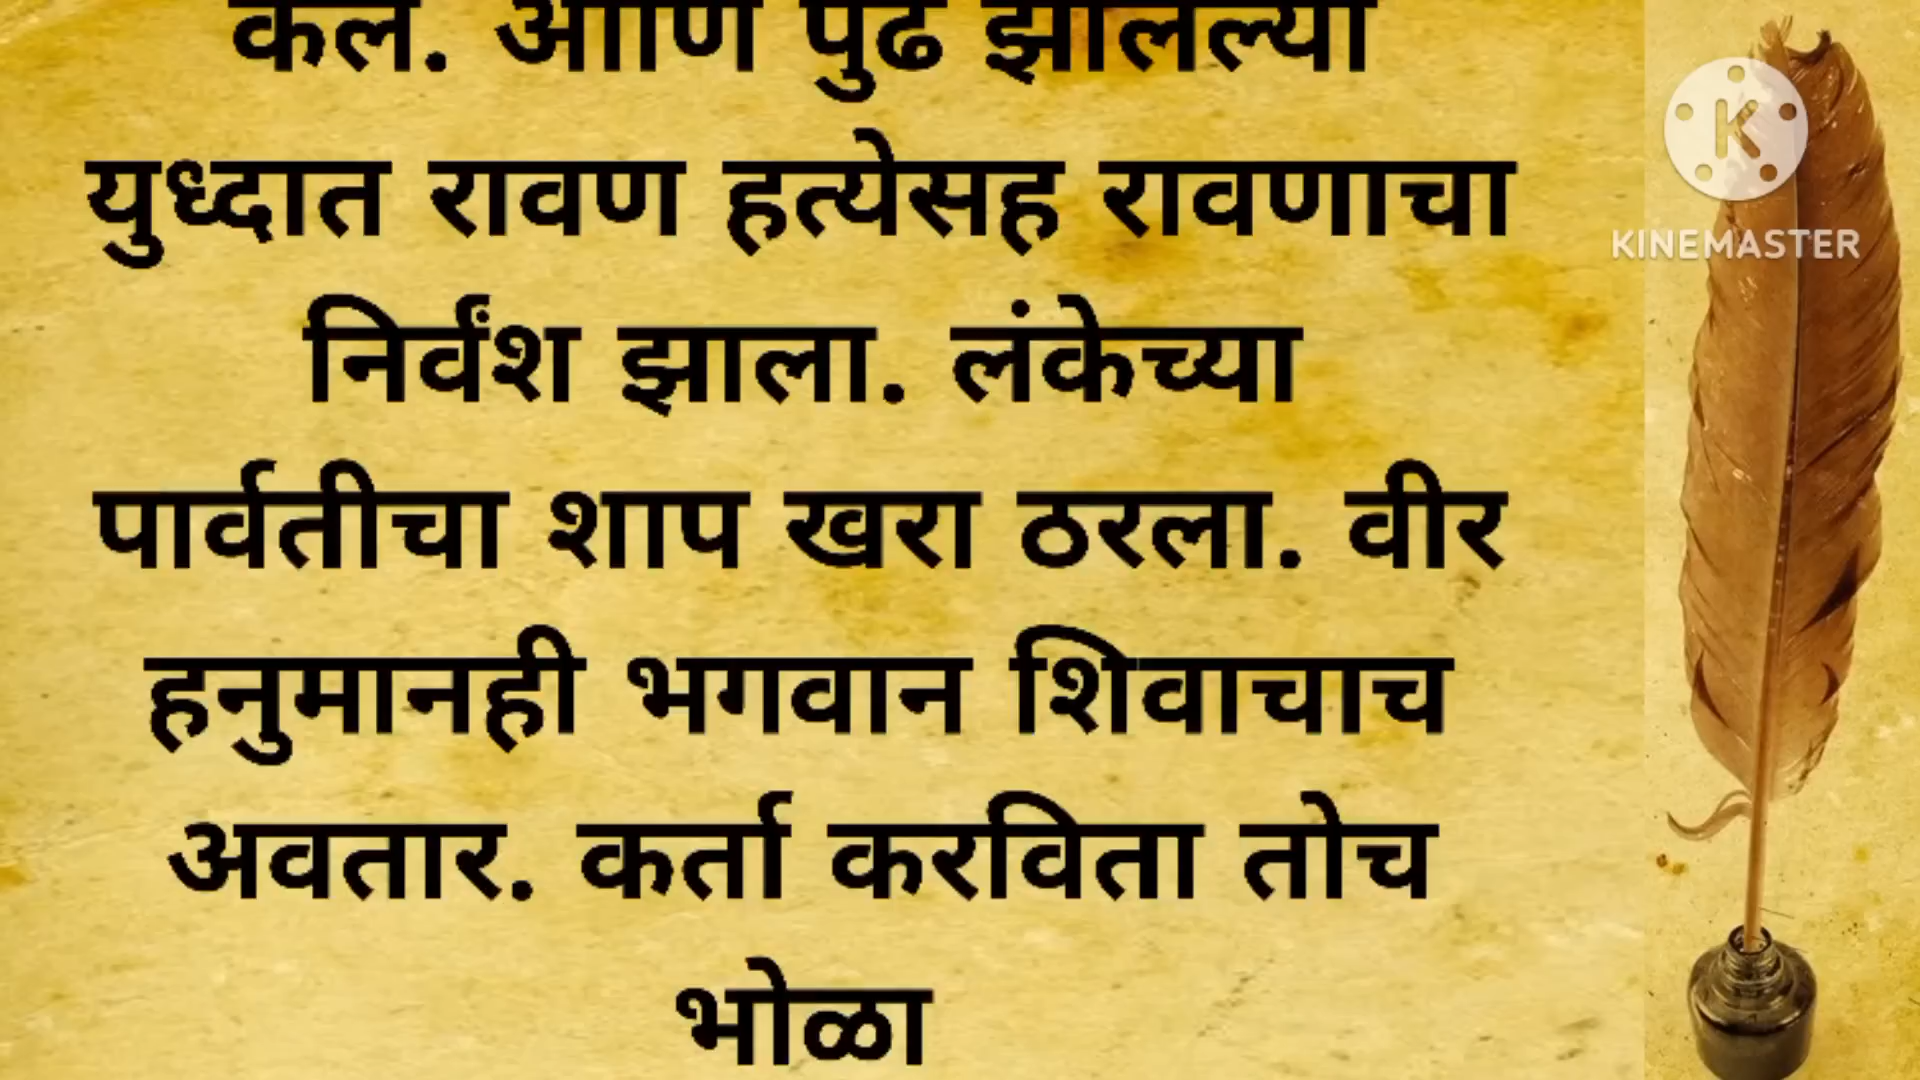 केले. आणि पुढे झालेल्या
युध्दात रावण हत्येसह रावणाचा
निर्वंश झाला. लंकेच्या
पार्वतीचा शाप खरा ठरला. वीर
हनुमानही भगवान शिवाचाच
अवतार. कर्ता करविता तोच
भोळा
K
KINEMASTER